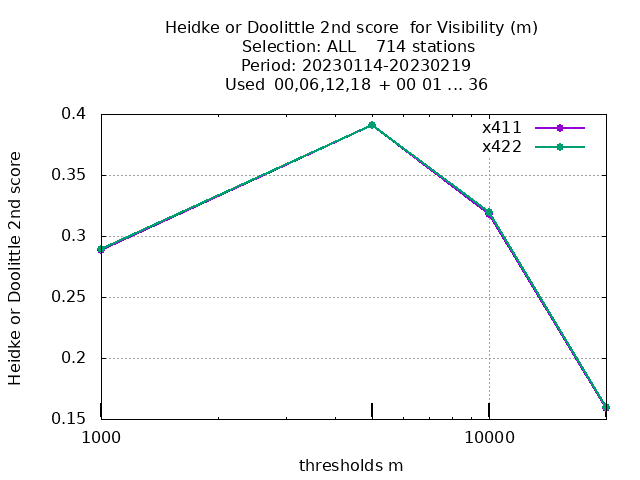 Heidke or Doolittle 2nd score  for Visibility (m)
Selection: ALL    714 stations
Period: 20230114-20230219
Used  00,06,12,18  + 00 01 ... 36
Heidke or Doolittle 2nd score
0.4
0.35
0.3
0.25
0.2
0.15
x411
x422
1000
10000
thresholds m